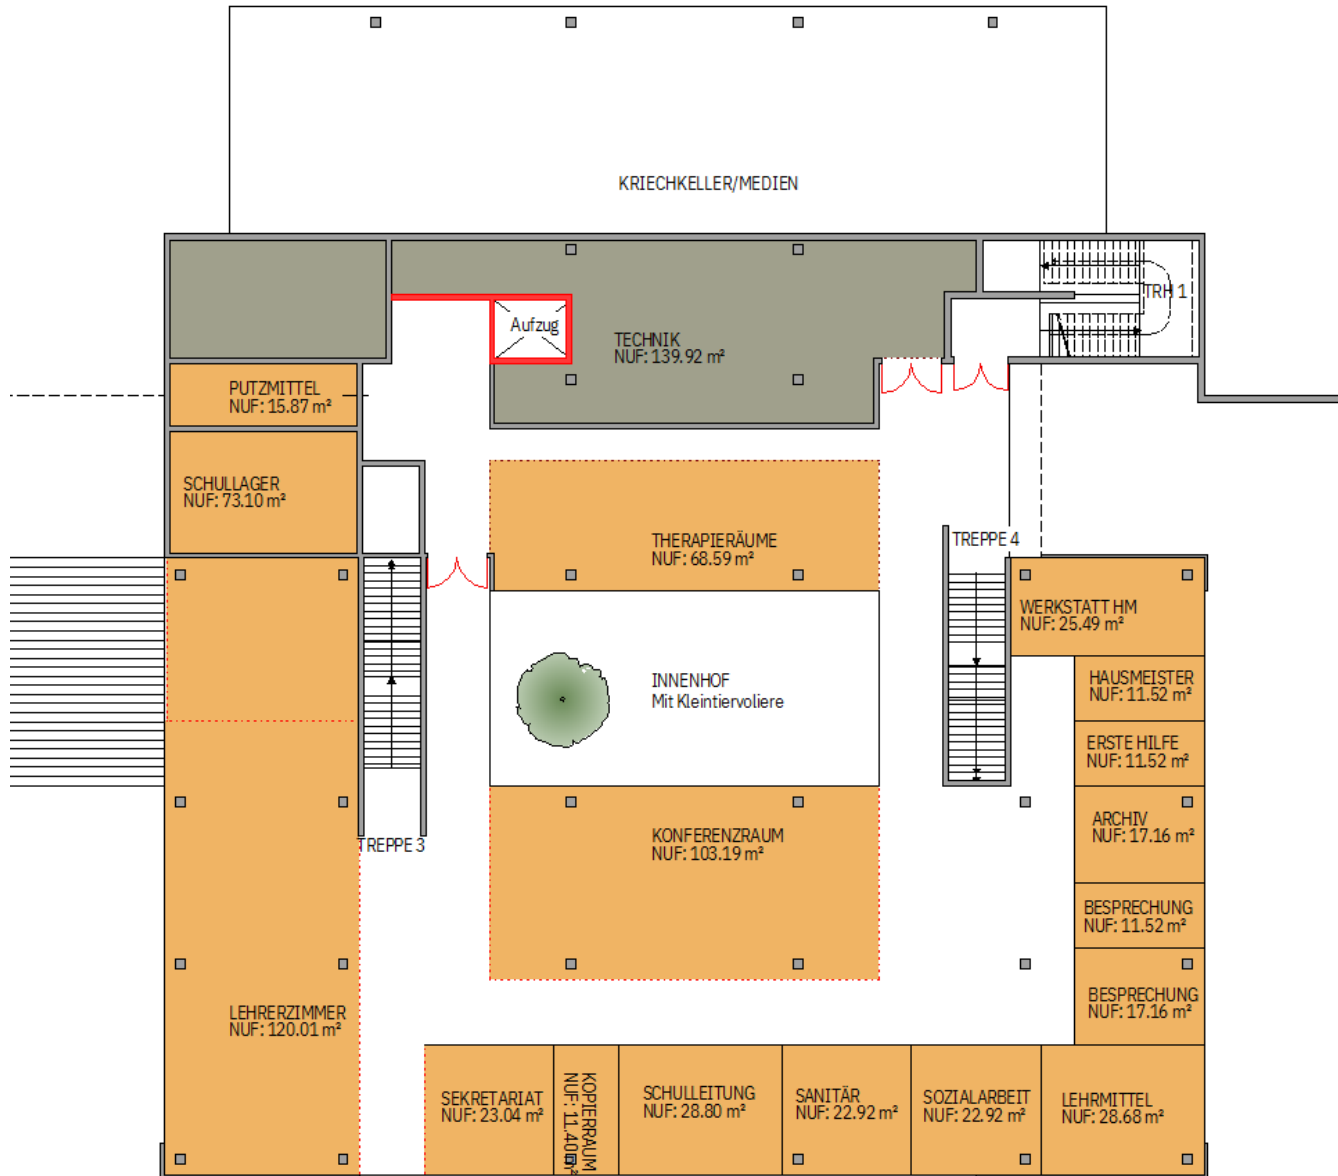 KRIECHKELLER/MEDIEN
TRH 1
Aufzug
TECHNIK
NUF: 139.92 m²
PUTZMITTEL
NUF: 15.87 m²
SCHULLAGER
NUF: 73.10 m²
THERAPIERÄUME
NUF: 68.59 m²
TREPPE 4
WERKSTATT HM
NUF: 25.49 m²
INNENHOF
Mit Kleintiervoliere
HAUSMEISTER
NUF: 11.52 m²
ERSTE HILFE
NUF: 11.52 m²
KONFERENZRAUM
NUF: 103.19 m²
ARCHIV
NUF: 17.16 m²
TREPPE 3
BESPRECHUNG
NUF: 11.52 m²
LEHRERZIMMER
NUF: 120.01 m²
BESPRECHUNG
NUF: 17.16 m²
SEKRETARIAT
NUF: 23.04 m²
KOPIERRAUM
NUF: 11.40 m²
SCHULLEITUNG
NUF: 28.80 m²
SANITÄR
NUF: 22.92 m²
SOZIALARBEIT
NUF: 22.92 m²
LEHRMITTEL
NUF: 28.68 m²